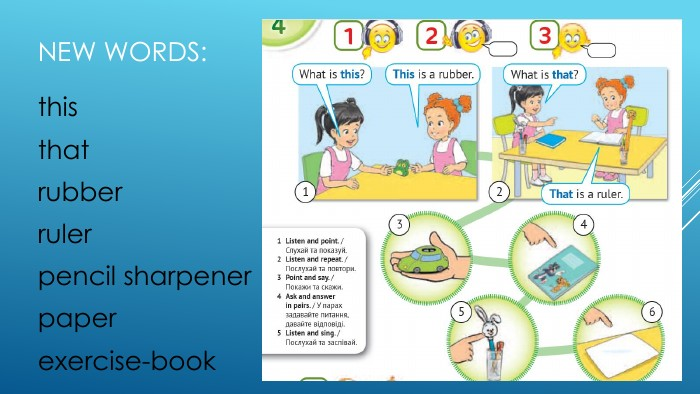 NEW WORDS:
this
that
rubber
ruler
pencil sharpener
paper
exercise-book
4
1
2
3
What is this?
This is a rubber.
What is that?
1
2
That is a ruler.
3
4
1 Listen and point. /
Слухай та показуй.
2 Listen and repeat. /
Послухай та повтори.
3 Point and say. /
Покажи та скажи.
4 Ask and answer
in pairs. / У парах
задавайте питання,
давайте відповіді.
5 Listen and sing. /
Послухай та заспівай.
5
6